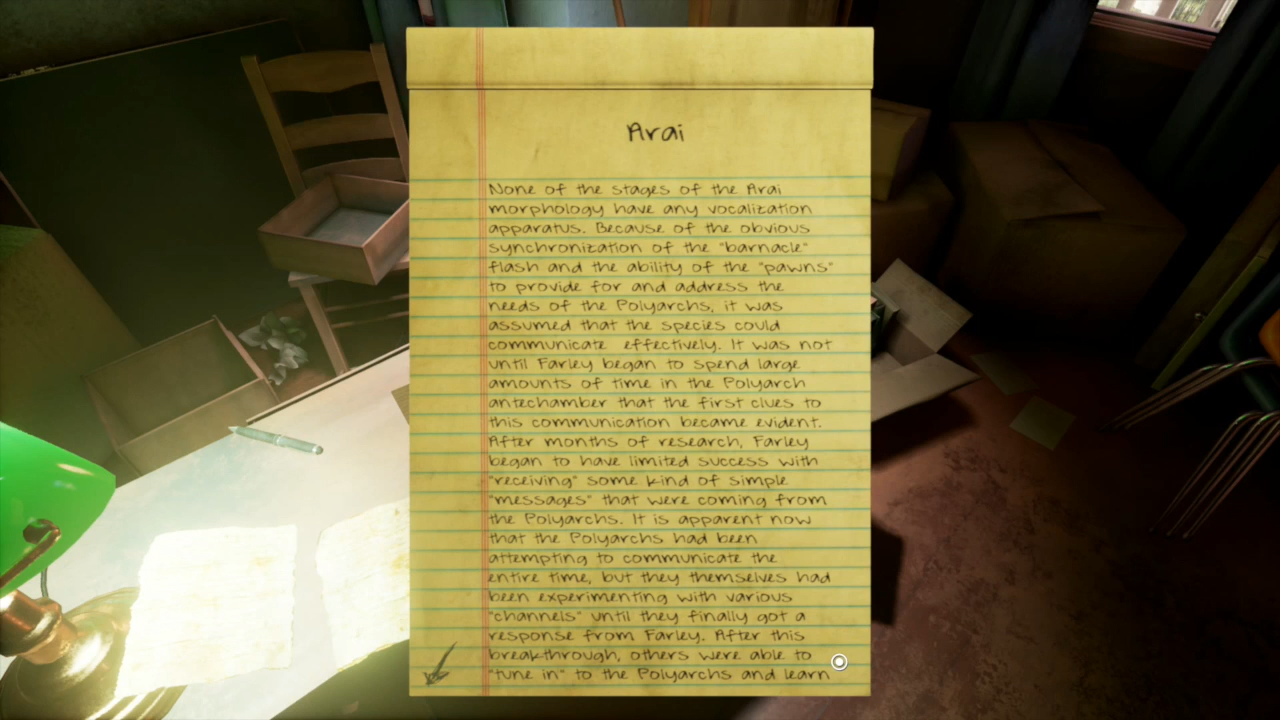 Arai
None of the stages of the Arai
morphology have any vocalization
apparatus. Because of the obvious
synchronization of the "barnacle"
flash and the ability of the "pawns"
to provide for and address the
needs of the Polyarchs, it was
assumed that the species could
communicate effectively. It was not
until Farley began to spend large
amounts of time in the Polyarch
antechamber that the first clues to
this communication became evident.
After months of research, Farley
began to have limited success with
"receiving" some kind of simple
"messages" that were coming from
the Polyarchs. It is apparent now
that the Polyarchs had been
attempting to communicate the
entire time, but they themselves had
been experimenting with various
"channels" until they finally got a
response from Farley. After this
breakthrough, others were able to
"tune in" to the Polyarchs and learn